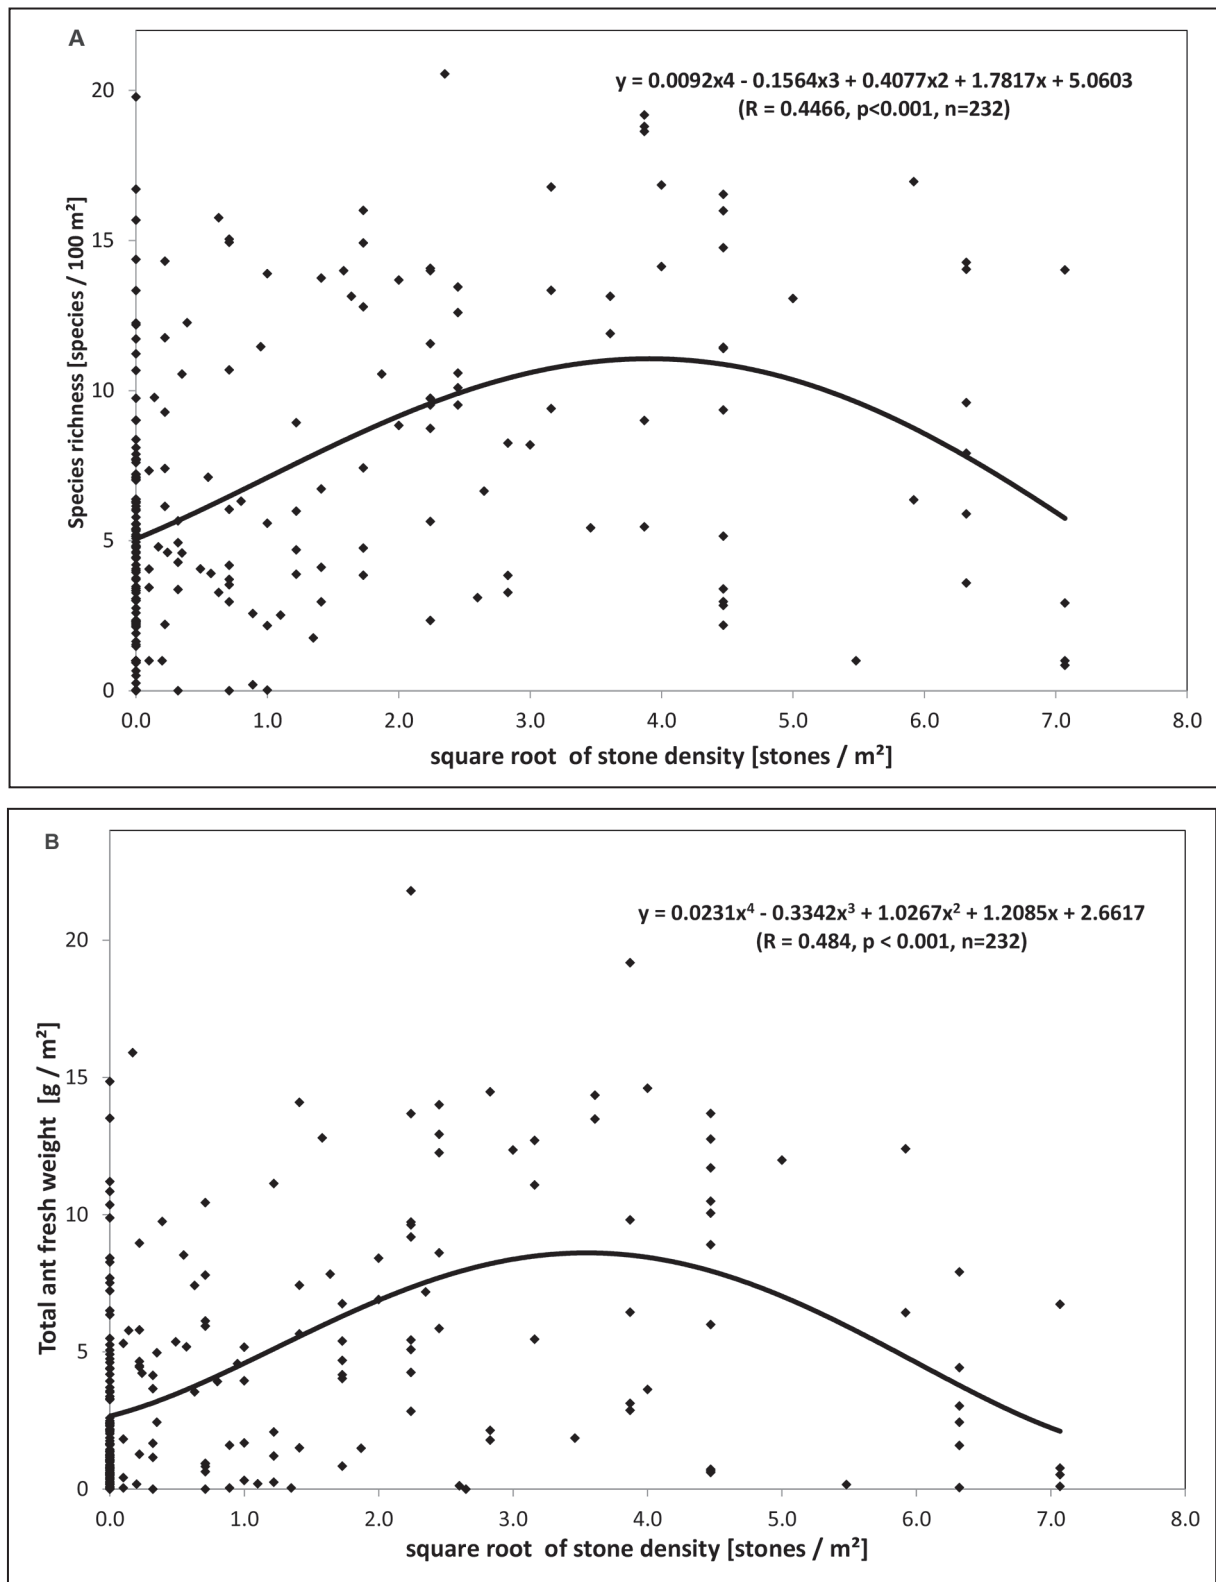 A
y = 0.0092x4 - 0.1564x3 + 0.4077x2 + 1.7817x + 5.0603
(R = 0.4466, p<0.001, n=232)
Species richness [species / 100 m²]
20
15
10
5
0
0.0 1.0 2.0 3.0 4.0 5.0 6.0 7.0 8.0
square root of stone density [stones / m²]
B
y = 0.0231x⁴ - 0.3342x³ + 1.0267x² + 1.2085x + 2.6617
(R = 0.484, p < 0.001, n=232)
Total ant fresh weight [g / m²]
20
15
10
5
0
0.0 1.0 2.0 3.0 4.0 5.0 6.0 7.0 8.0
square root of stone density [stones / m²]